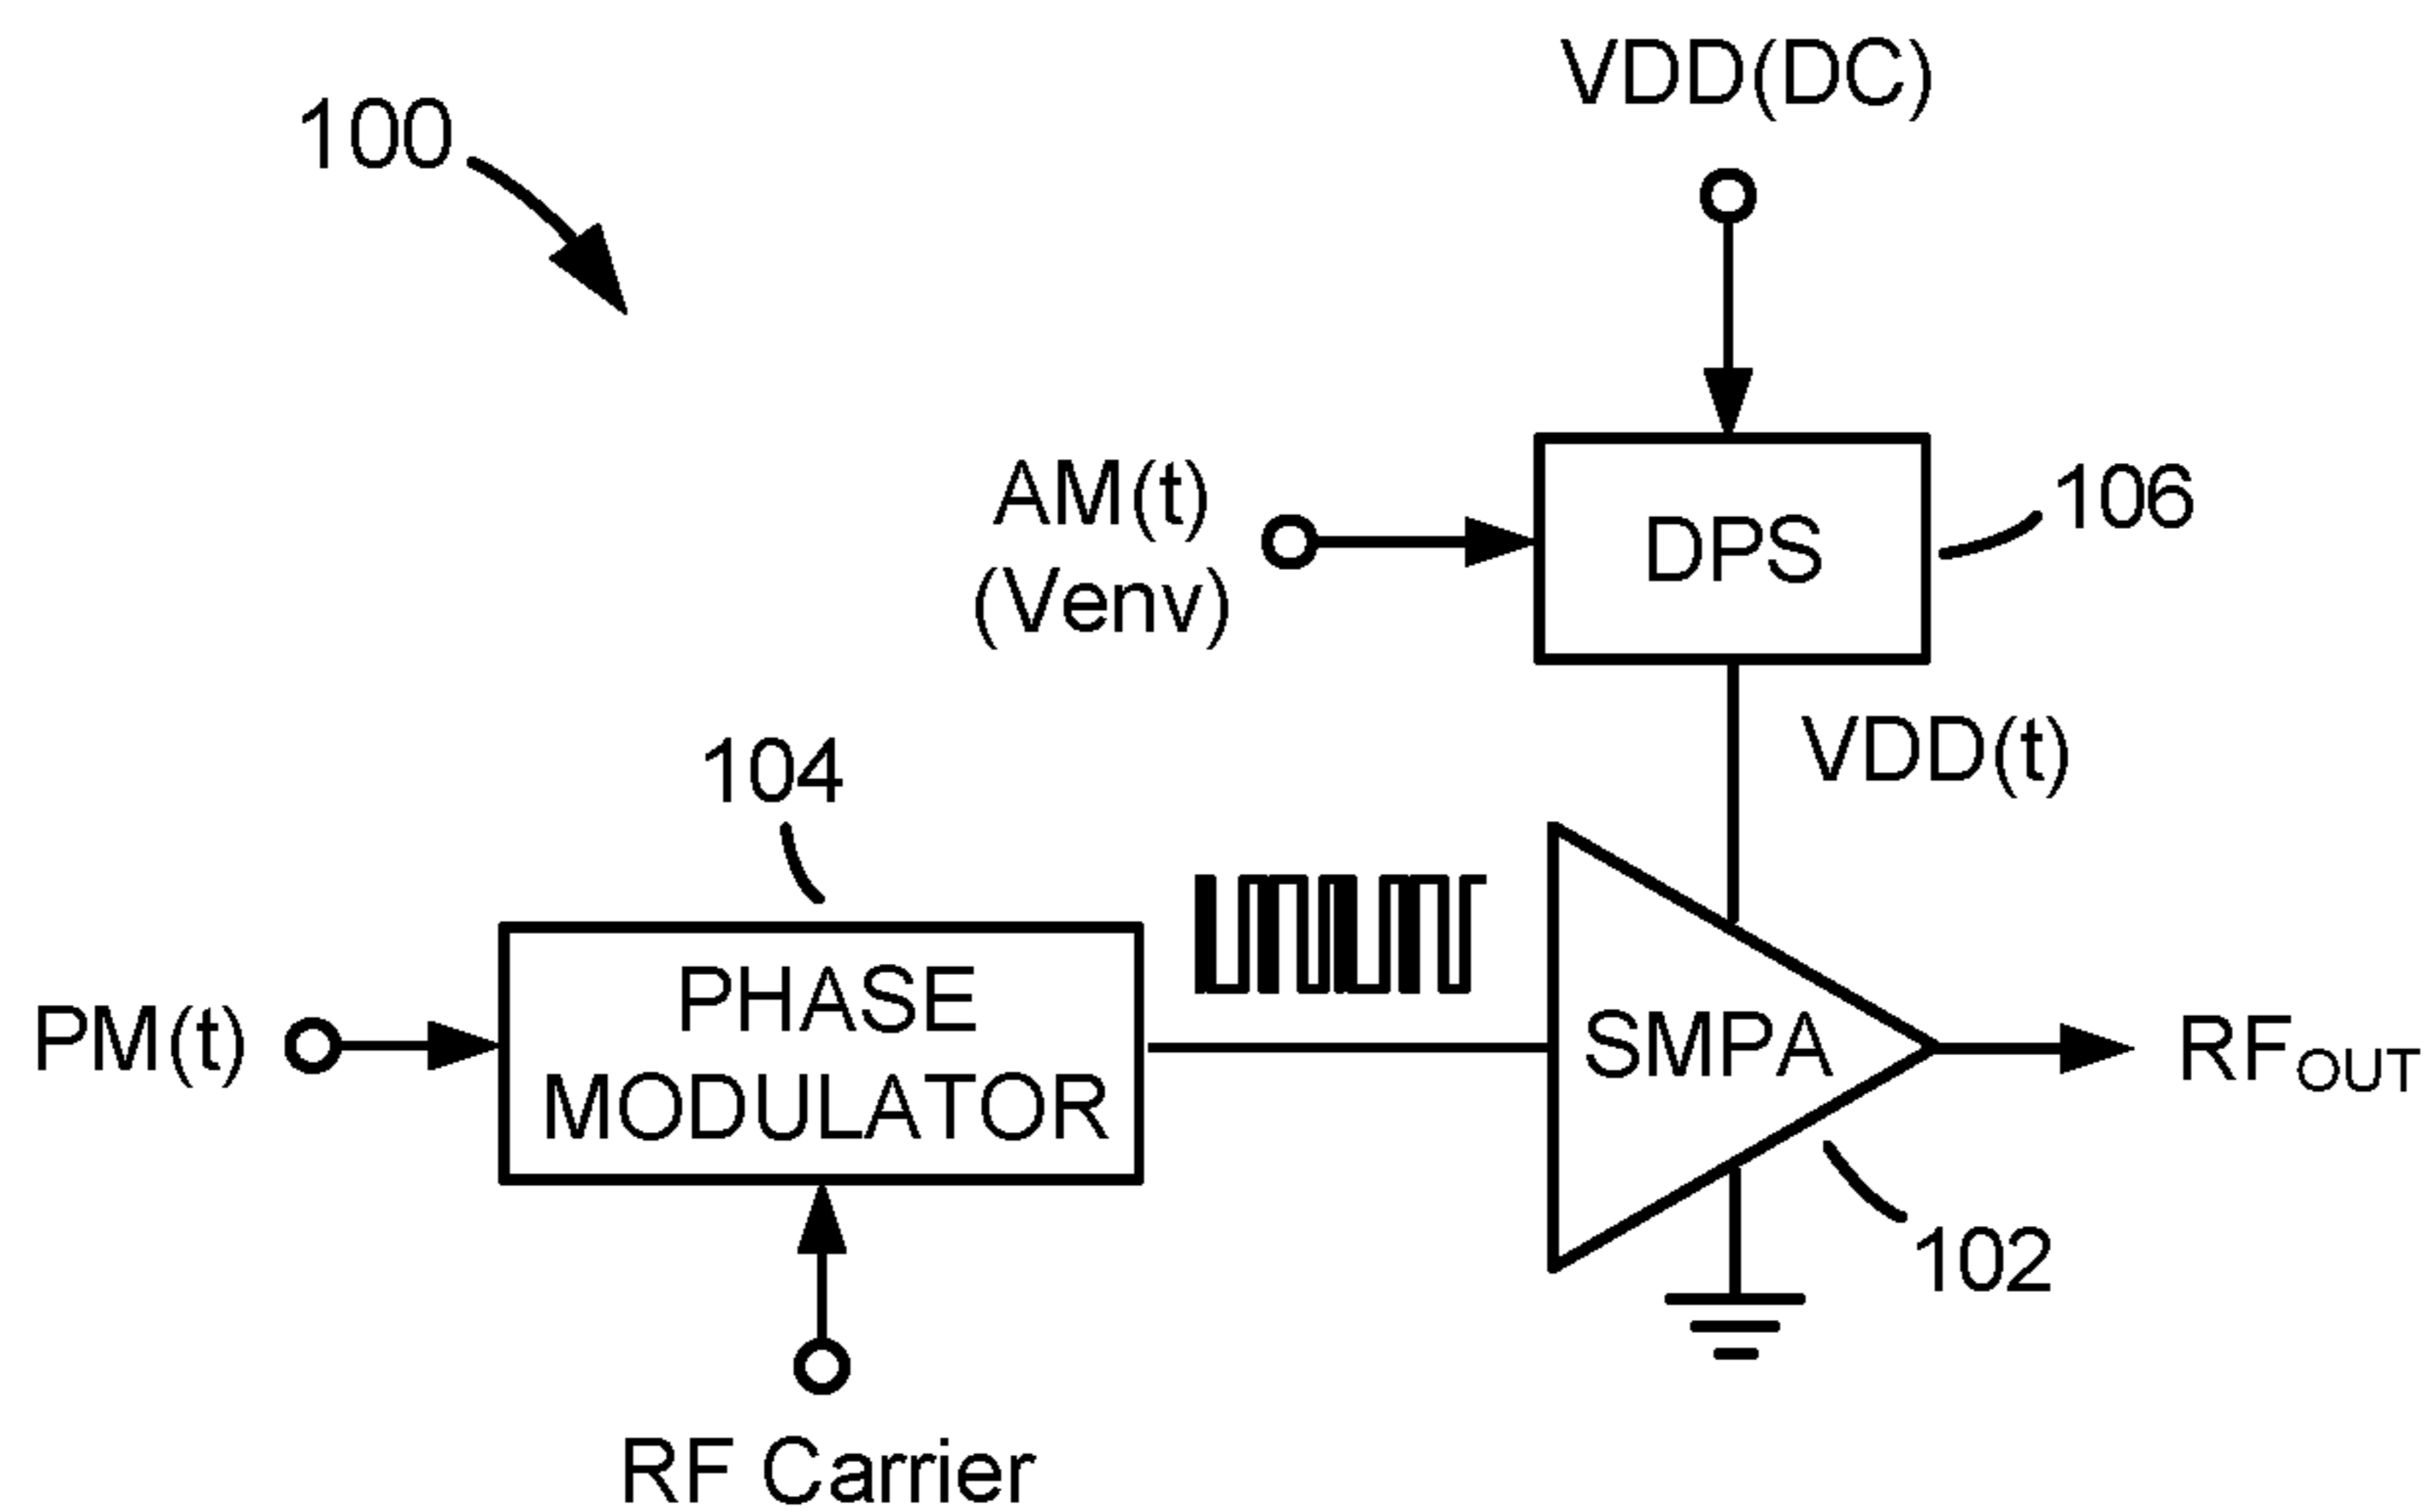 VDD(DC)
100
AM(t)
(Venv)
DPS
106
VDD(t)
104
PHASE
MODULATOR
PM(t)
SMPA
RFOUT
102
RF Carrier